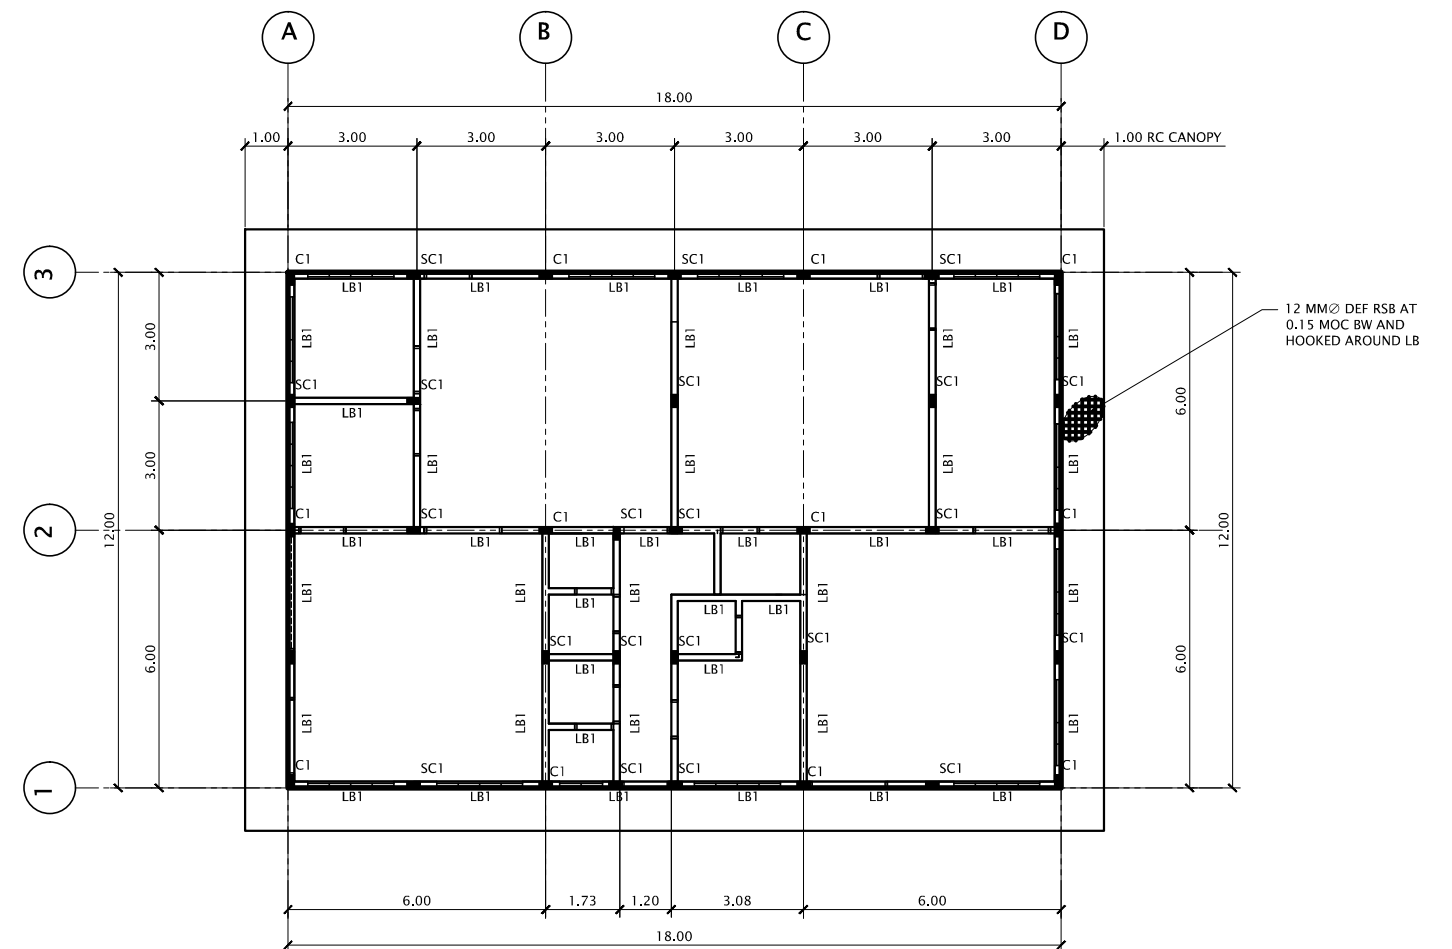 A B C D
18.00
1.00 3.00 3.00 3.00 3.00 3.00 3.00 1.00 RC CANOPY
3
C1 SC1 C1 SC1 C1 SC1 C1
LB1 LB1 LB1 LB1 LB1 LB1
12 MM∅ DEF RSB AT
0.15 MOC BW AND
HOOKED AROUND LB
3.00 LB1 LB1 LB1 LB1 LB1
SC1 SC1 SC1 SC1 SC1
LB1
6.00
3.00 LB1 LB1 LB1 LB1 LB1
2
12.00
C1 SC1 C1 SC1 SC1 C1 SC1 C1
12.00
LB1 LB1 LB1 LB1 LB1 LB1 LB1
LB1 LB1 LB1 LB1 LB1
LB1 LB1 LB1
6.00
SC1 SC1 SC1 SC1 SC1
6.00
LB1 LB1
LB1 LB1 LB1 LB1 LB1
LB1
1
C1 SC1 C1 SC1 SC1 C1 SC1 C1
LB1 LB1 LB1 LB1 LB1 LB1
6.00 1.73 1.20 3.08 6.00
18.00